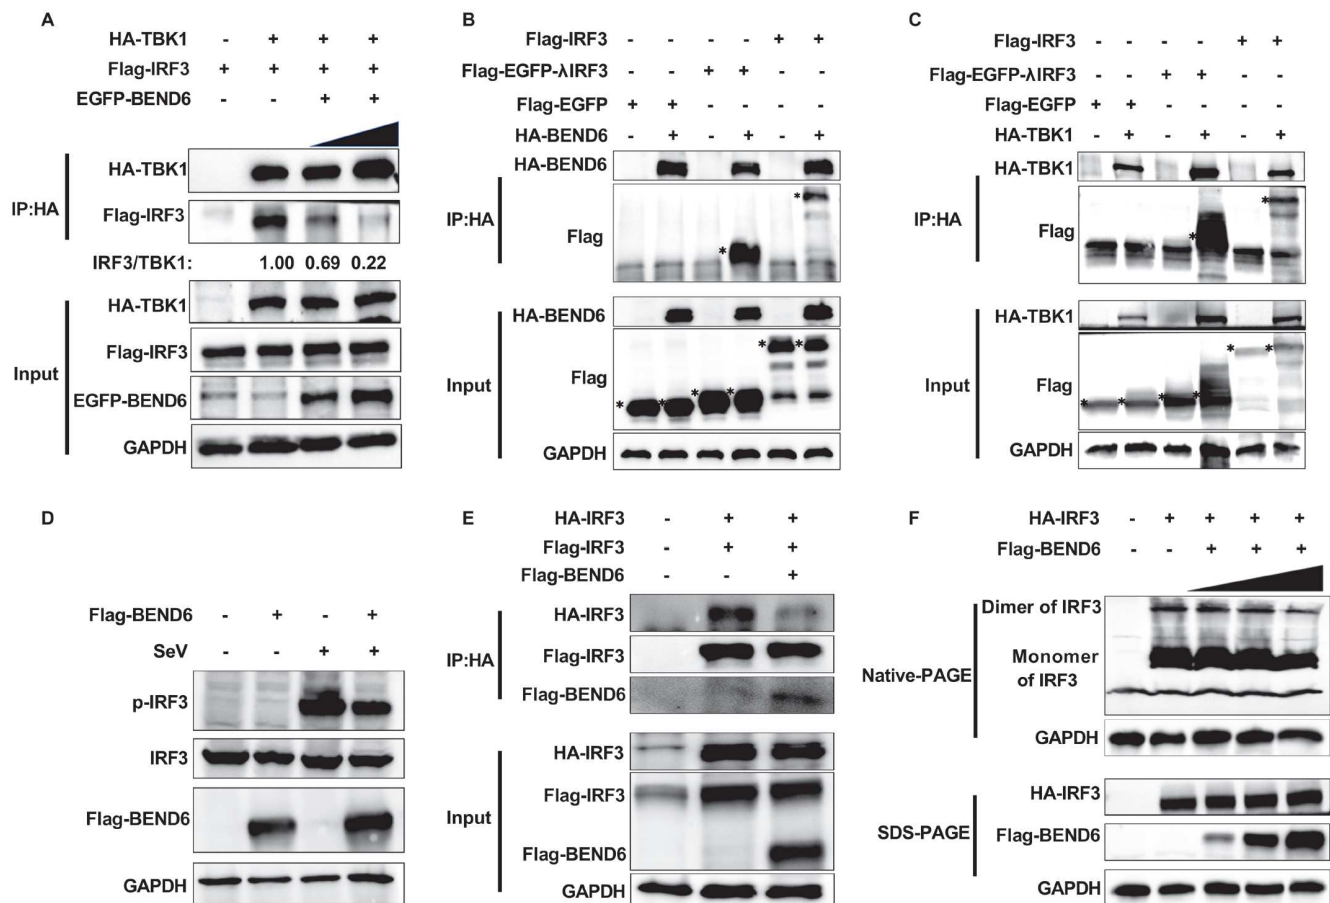 A
HA-TBK1 - + + +
Flag-IRF3 + + + +
EGFP-BEND6 - - + +
HA-TBK1
IP:HA
Flag-IRF3
IRF3/TBK1: 1.00 0.69 0.22
HA-TBK1
Flag-IRF3
Input
EGFP-BEND6
GAPDH
B
Flag-IRF3 - - - - + +
Flag-EGFP-λIRF3 - - + + - -
Flag-EGFP + + - - - -
HA-BEND6 - + - + - +
HA-BEND6
IP:HA
*
Flag
*
HA-BEND6
Input
* *
Flag
* * * *
GAPDH
C
Flag-IRF3 - - - - + +
Flag-EGFP-λIRF3 - - + + - -
Flag-EGFP + + - - - -
HA-TBK1 - + - + - +
HA-TBK1
IP:HA
*
Flag
*
HA-TBK1
Input
* *
Flag
* * * *
GAPDH
D
Flag-BEND6 - + - +
SeV - - + +
p-IRF3
IRF3
Flag-BEND6
GAPDH
E
HA-IRF3 - + +
Flag-IRF3 - + +
Flag-BEND6 - - +
HA-IRF3
IP:HA
Flag-IRF3
Flag-BEND6
HA-IRF3
Flag-IRF3
Input
Flag-BEND6
GAPDH
F
HA-IRF3 - + + + +
Flag-BEND6 - - + + +
Dimer of IRF3
Native-PAGE
Monomer
of IRF3
GAPDH
HA-IRF3
SDS-PAGE
Flag-BEND6
GAPDH